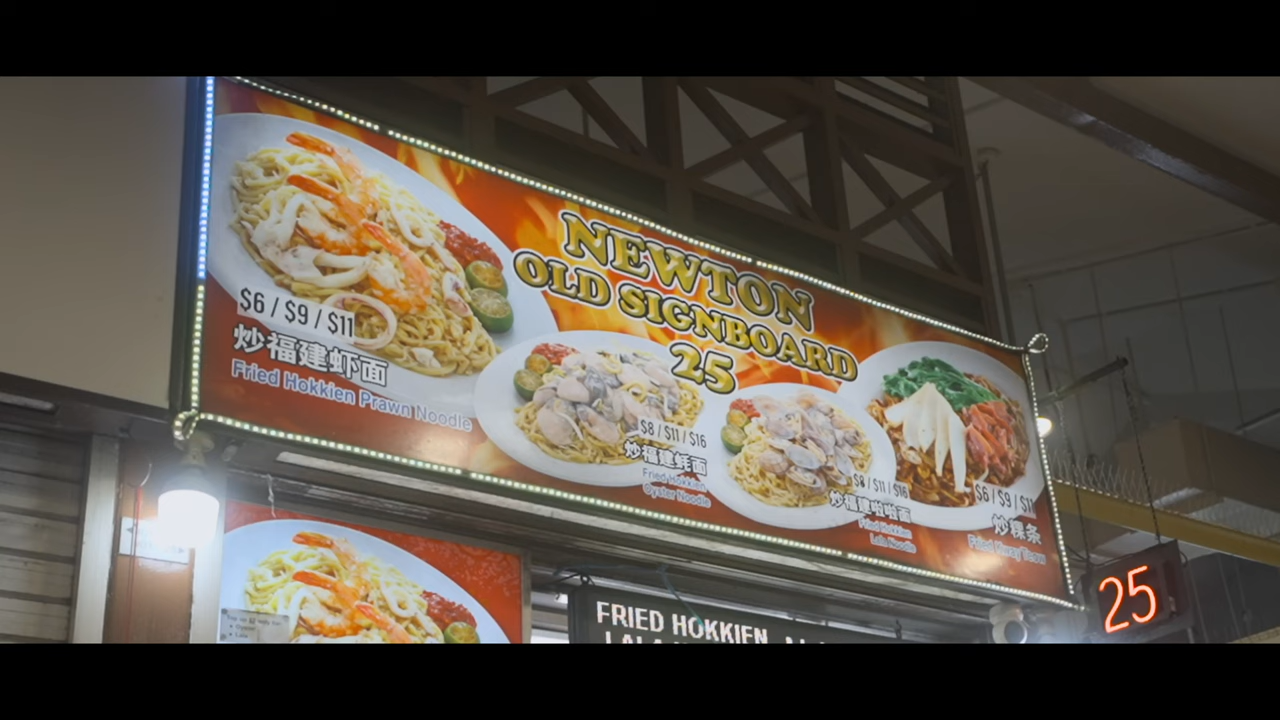 NEWTON
OLD SIGNBOARD
25
$6 / $9 / $11
炒福建虾面
Fried Hokkien Prawn Noodle
$8 / $11 / $16
炒福建蚝面
Fried Hokkien
Oyster Noodle
$8 / $11 / $16
炒福建啦啦面
Fried Hokkien
Lala Noodle
$6 / $9 / $11
炒粿条
Fried Kway Teow
25
FRIED HOKKIEN